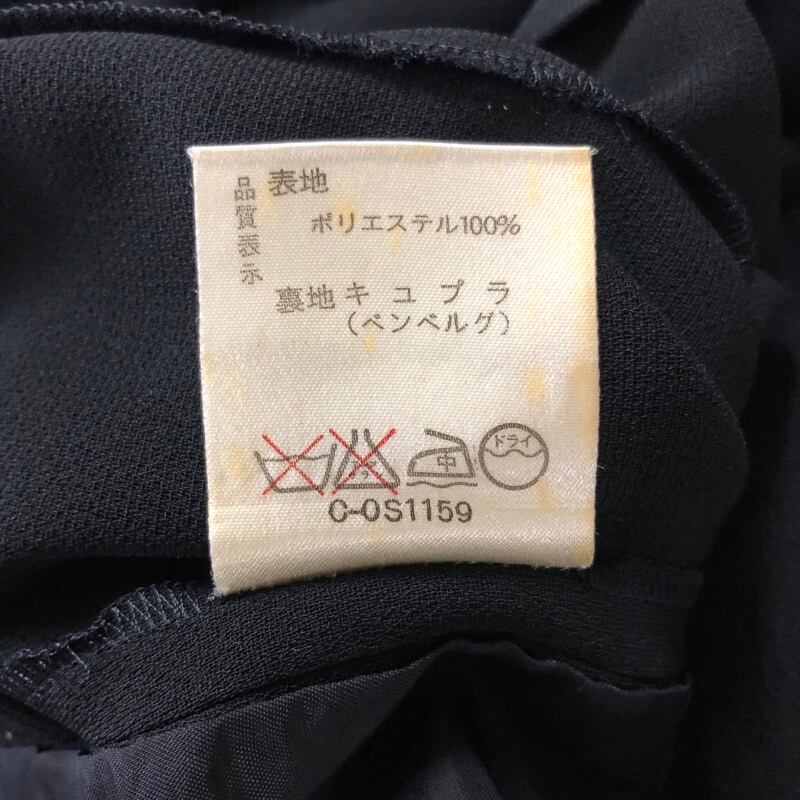 品質表示
表地
ポリエステル100%
裏地キュプラ
(ベンベルグ)
中
ドライ
C-OS1159